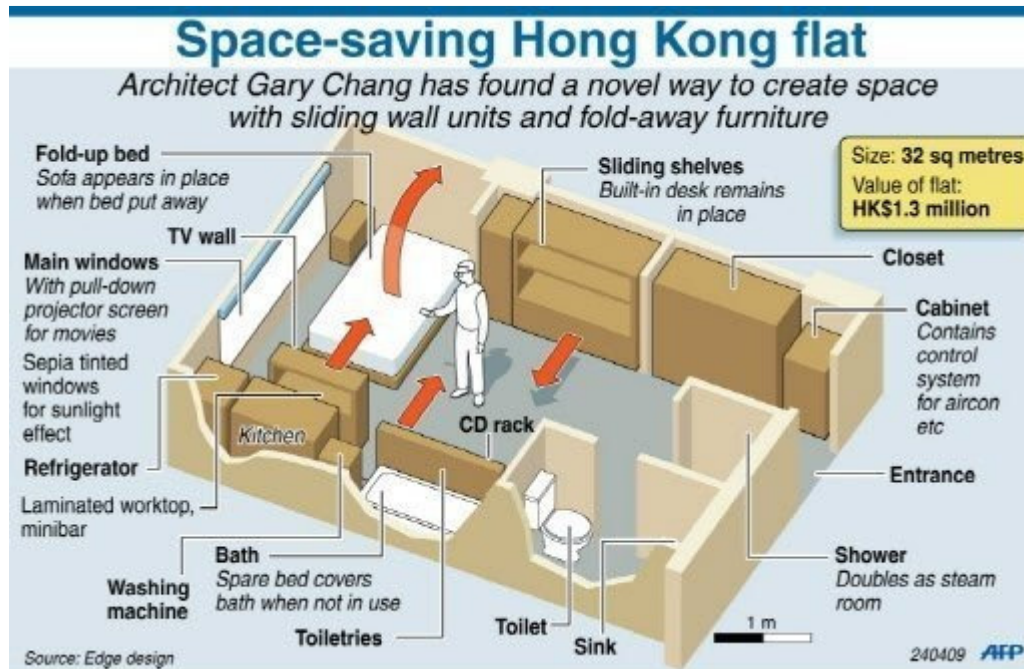 Space-saving Hong Kong flat
Architect Gary Chang has found a novel way to create space
with sliding wall units and fold-away furniture
Fold-up bed
Sofa appears in place
when bed put away
TV wall
Main windows
With pull-down
projector screen
for movies
Sepia tinted
windows
for sunlight
effect
Refrigerator
Laminated worktop,
minibar
Washing
machine
Bath
Spare bed covers
bath when not in use
Toiletries
Kitchen
CD rack
Toilet
Sink
Sliding shelves
Built-in desk remains
in place
Size: 32 sq metres
Value of flat:
HK$1.3 million
Closet
Cabinet
Contains
control
system
for aircon
etc
Entrance
Shower
Doubles as steam
room
1 m
Source: Edge design
240409 AFP